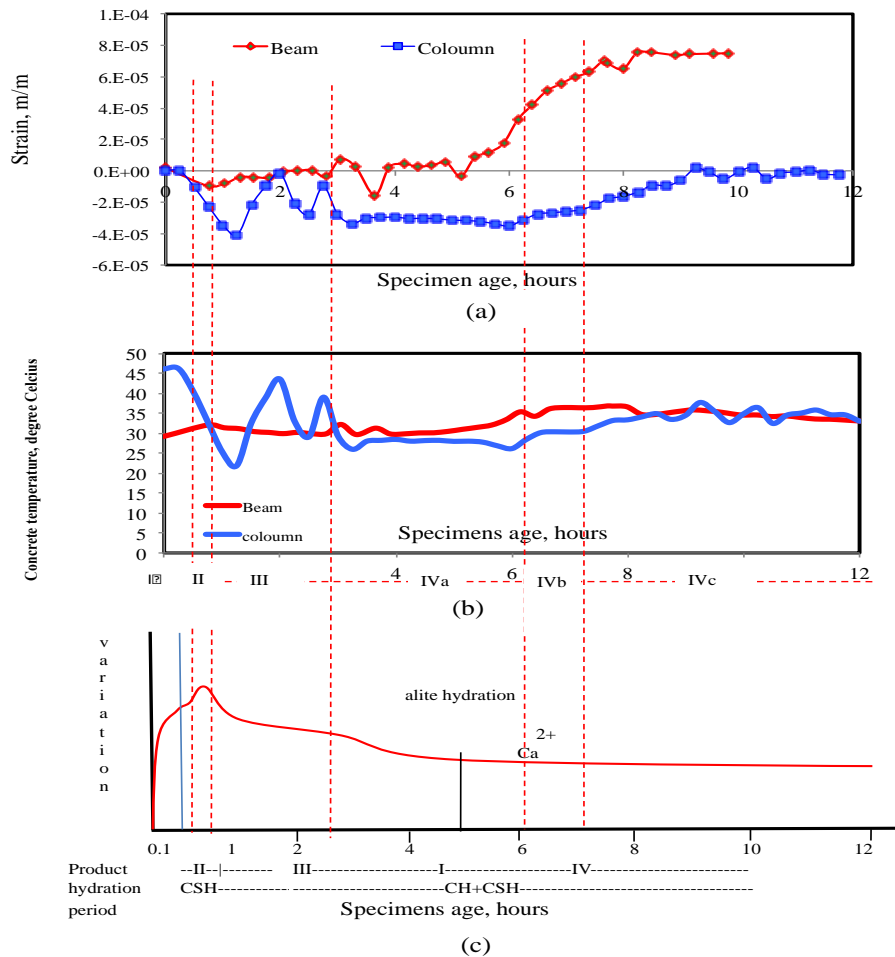 1.E-04
8.E-05
6.E-05
4.E-05
2.E-05
0.E+00
-2.E-05
-4.E-05
-6.E-05
Strain, m/m
Beam
Coloumn
0 2 4 6 8 10 12
Specimen age, hours
(a)
50
45
40
35
30
25
20
15
10
5
0
Concrete temperature, degree Celcius
Beam
coloumn
Specimens age, hours
4 6 8 12
II III IVa IVb IVc
(b)
variation
alite hydration
Ca 2+
0.1 1 2 4 6 8 10 12
Product --II--|-------- III--------------------I--------------------IV-------------------------
hydration CSH------------ ---------------------------CH+CSH-------------------------------------
period Specimens age, hours
(c)